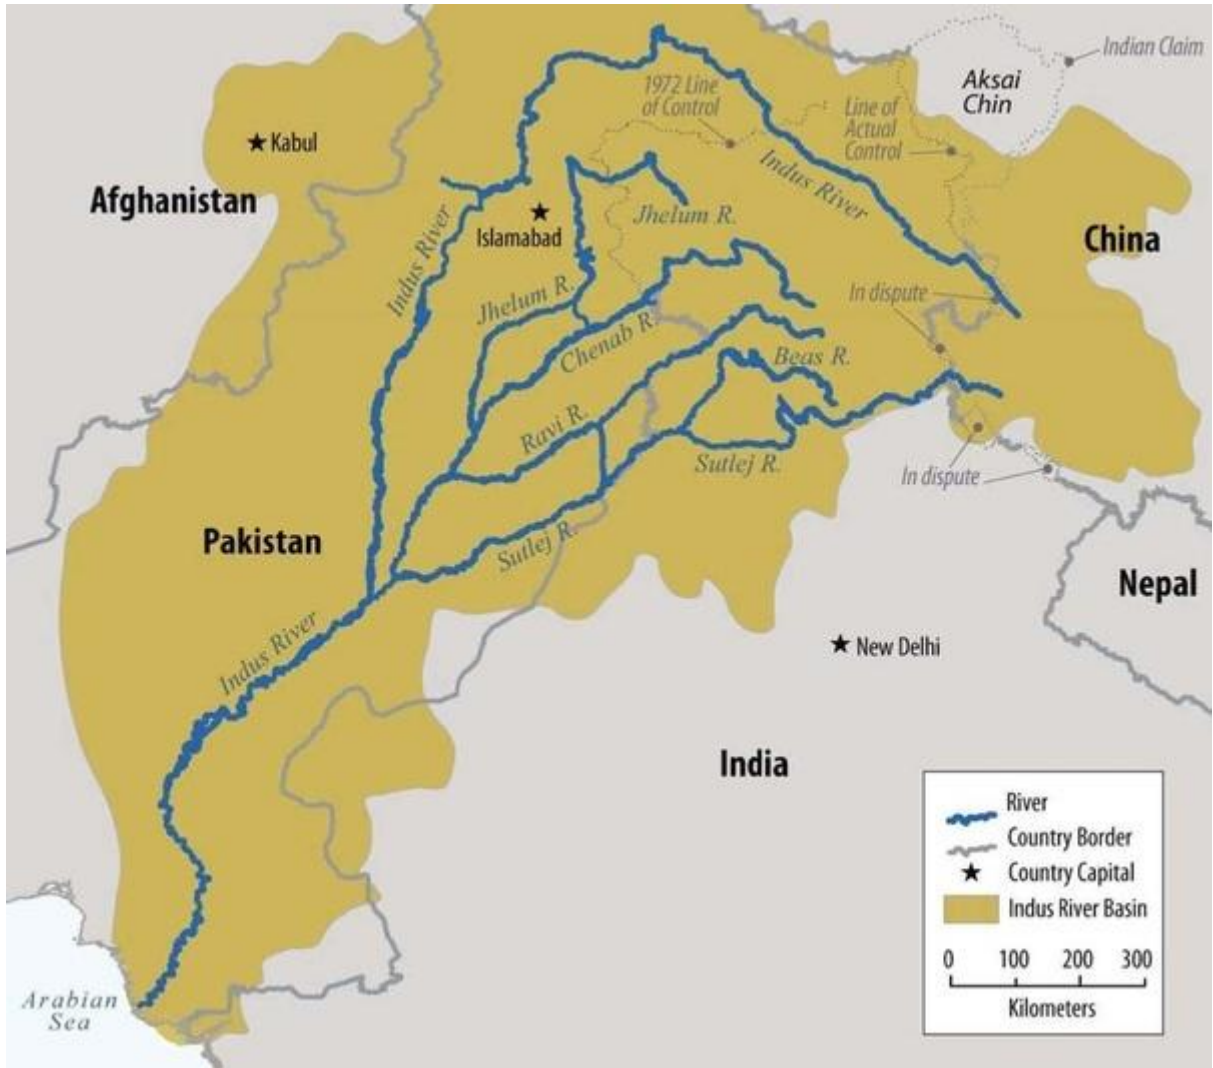 Indian Claim
Aksai
Chin
1972 Line
of Control
Line of
Actual
Control
Kabul
Afghanistan
Indus River
Islamabad
Indus River
Jhelum R.
China
In dispute
Jhelum R.
Chenab R.
Beas R.
Ravi R.
Sutlej R.
In dispute
Pakistan
Sutlej R.
Nepal
Indus River
New Delhi
India
River
Country Border
Country Capital
Indus River Basin
0 100 200 300
Kilometers
Arabian
Sea